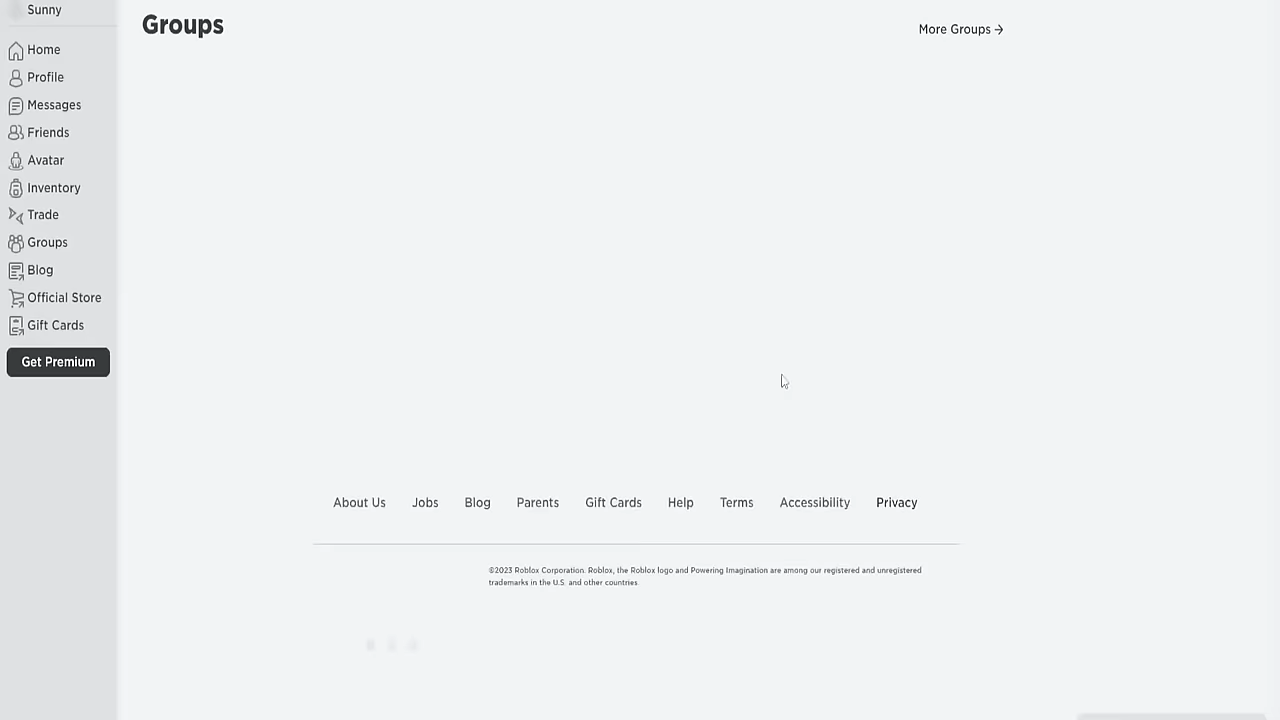 Sunny
Home
Profile
Messages
Friends
Avatar
Inventory
Trade
Groups
Blog
Official Store
Gift Cards
Get Premium
Groups
More Groups →
About Us Jobs Blog Parents Gift Cards Help Terms Accessibility Privacy
©2023 Roblox Corporation. Roblox, the Roblox logo and Powering Imagination are among our registered and unregistered
trademarks in the U.S. and other countries.